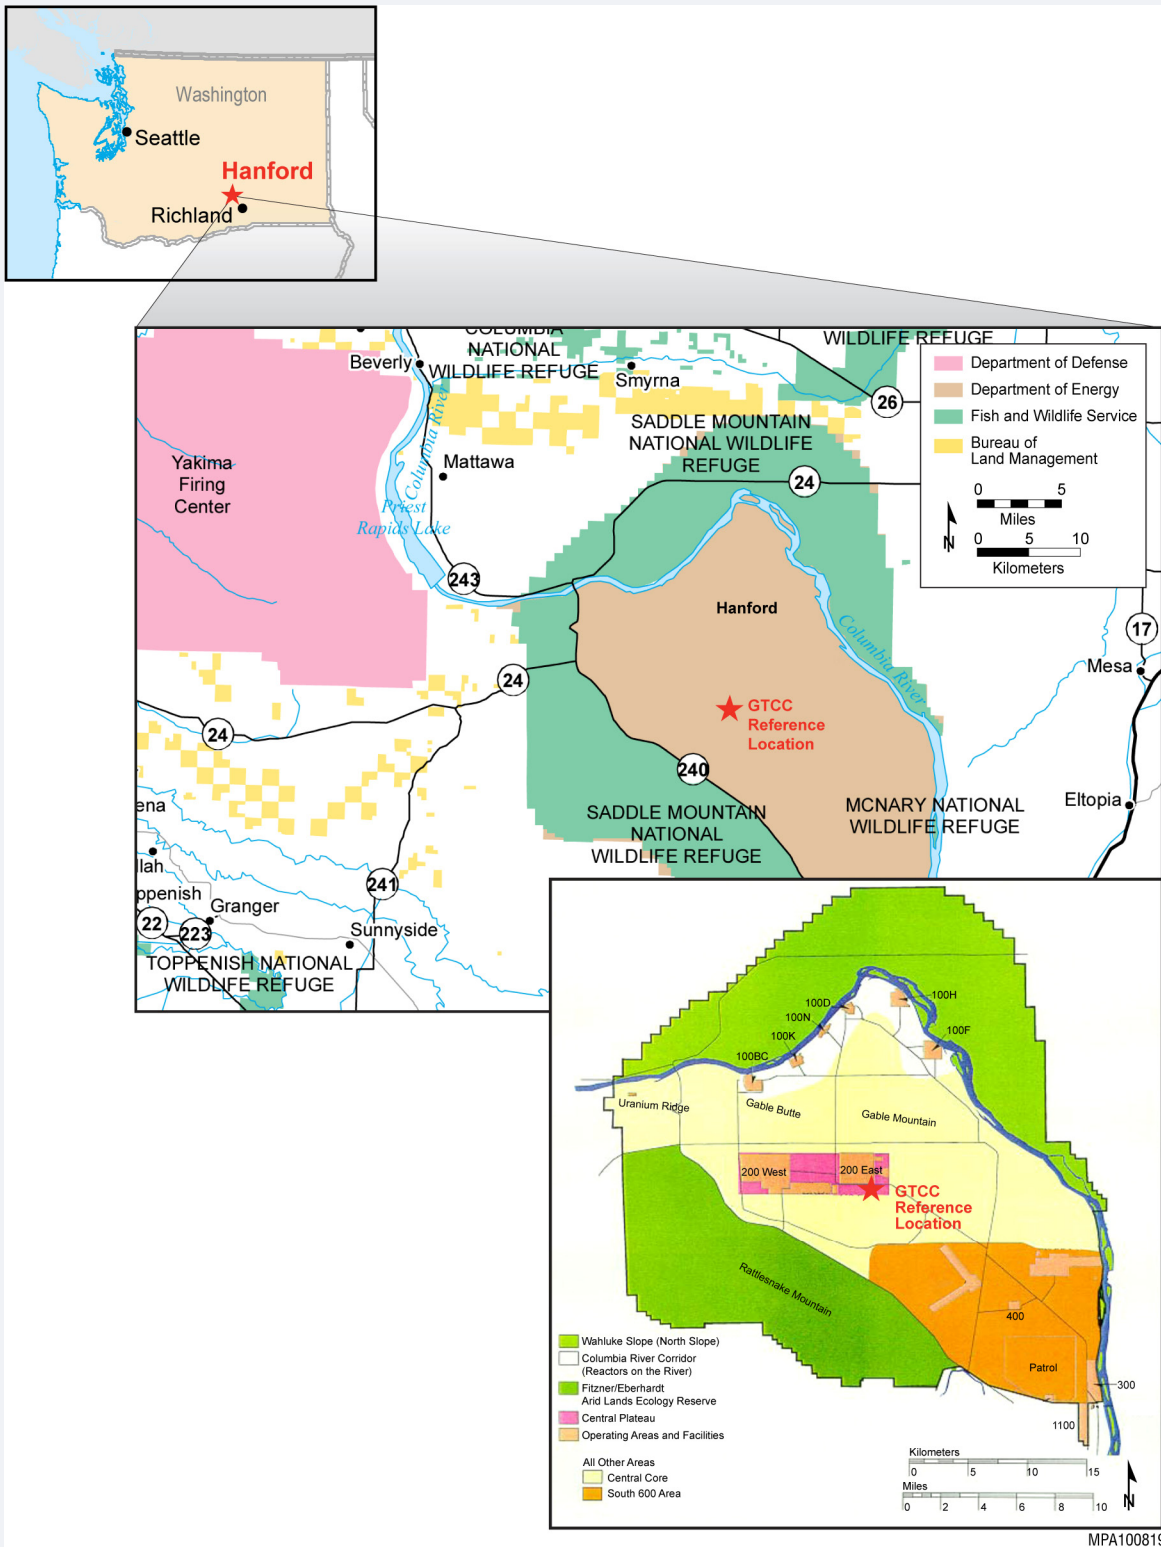 Washington
Seattle
Hanford
Richland
COLUMBIA
NATIONAL
WILDLIFE REFUGE
WILDLIFE REFUGE
Beverly
Smyrna
26
Department of Defense
Department of Energy
Fish and Wildlife Service
Bureau of
Land Management
0 5
Miles
0 5 10
Kilometers
N
SADDLE MOUNTAIN
NATIONAL WILDLIFE
REFUGE
24
Columbia River
Mattawa
Yakima
Firing
Center
Priest
Rapids Lake
243
Hanford
Columbia River
17
Mesa
24
GTCC
Reference
Location
24
240
Eltopia
ena
SADDLE MOUNTAIN
NATIONAL
WILDLIFE REFUGE
MCNARY NATIONAL
WILDLIFE REFUGE
llah
ppenish
241
Granger
22
223
Sunnyside
TOPPENISH NATIONAL
WILDLIFE REFUGE
100D
100H
100N
100K
100F
100BC
Uranium Ridge
Gable Butte
Gable Mountain
200 West
200 East
GTCC
Reference
Location
Rattlesnake Mountain
400
Patrol
300
1100
Wahluke Slope (North Slope)
Columbia River Corridor
(Reactors on the River)
Fitzner/Eberhardt
Arid Lands Ecology Reserve
Central Plateau
Operating Areas and Facilities
All Other Areas
Central Core
South 600 Area
Kilometers
0 5 10 15
Miles
0 2 4 6 8 10
N
MPA100819